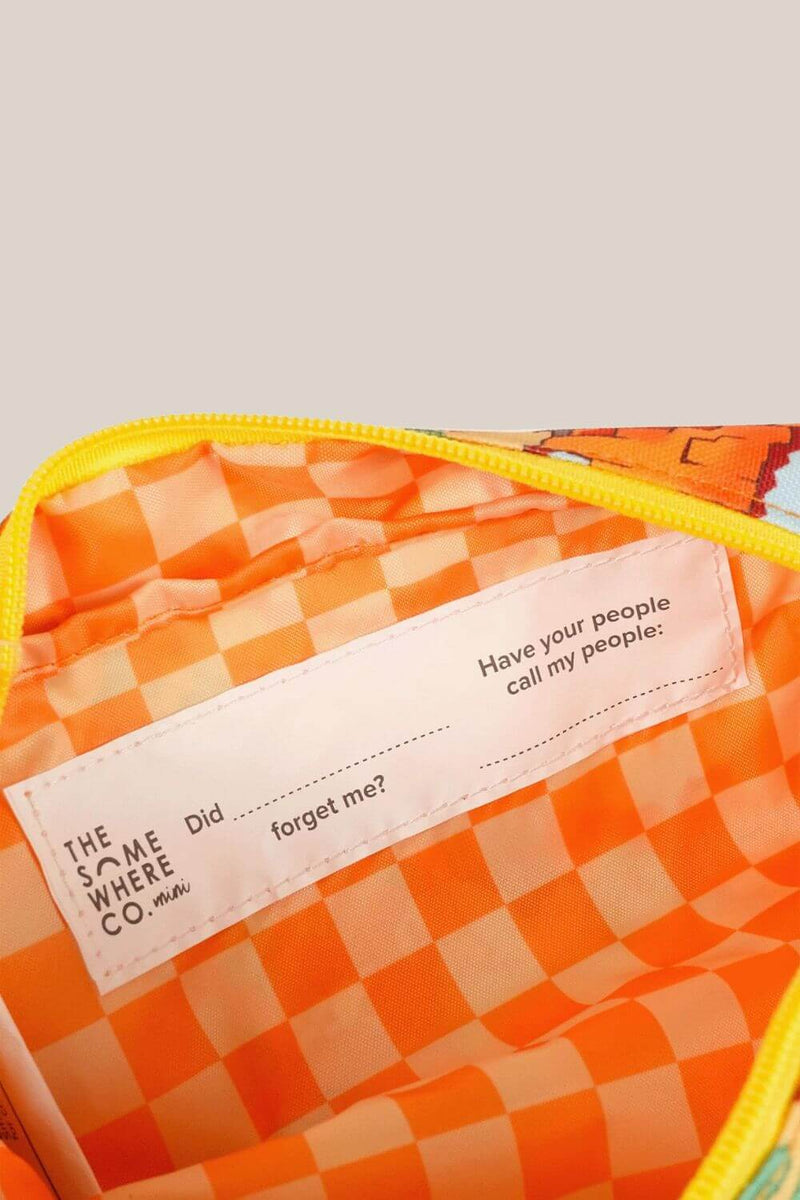 THE
SOME
WHERE
CO. mini
Did ........................
forget me?
Have your people
call my people: